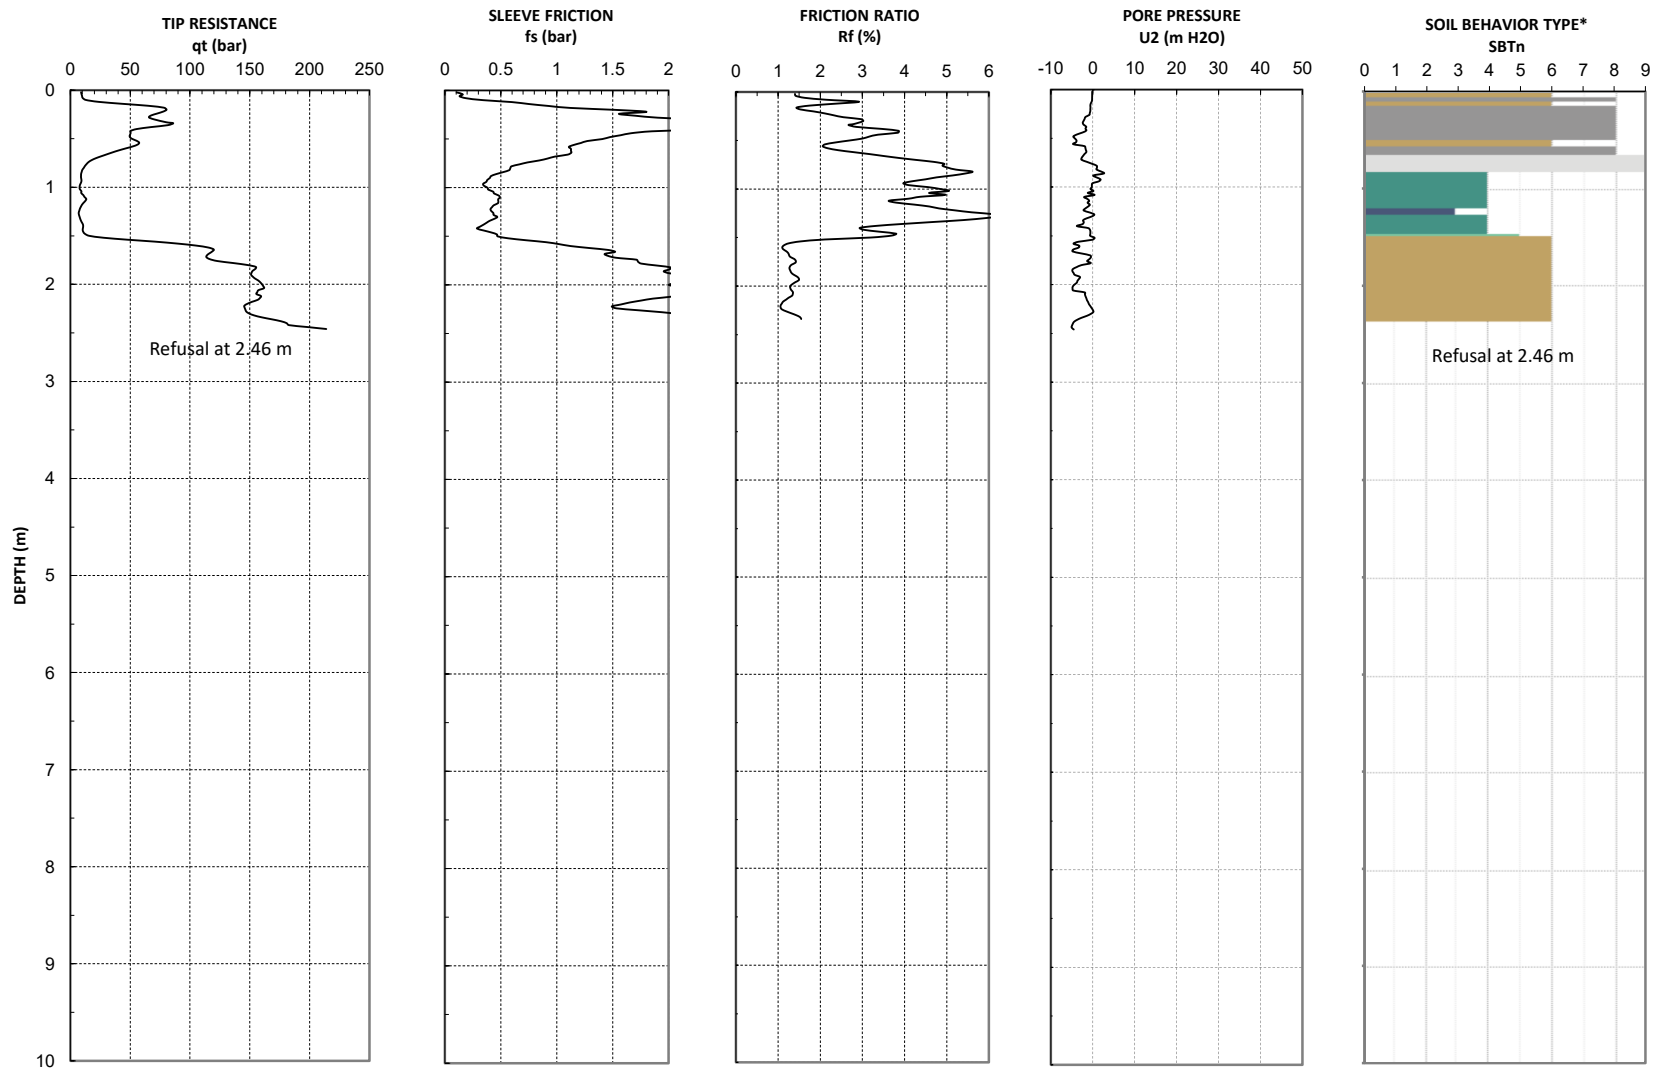 TIP RESISTANCE
qt (bar)
0 50 100 150 200 250
SLEEVE FRICTION
fs (bar)
0 0.5 1 1.5 2
FRICTION RATIO
Rf (%)
0 1 2 3 4 5 6
PORE PRESSURE
U2 (m H2O)
-10 0 10 20 30 40 50
SOIL BEHAVIOR TYPE*
SBTn
0 1 2 3 4 5 6 7 8 9
DEPTH (m)
0
1
2
3
4
5
6
7
8
9
10
Refusal at 2.46 m
Refusal at 2.46 m